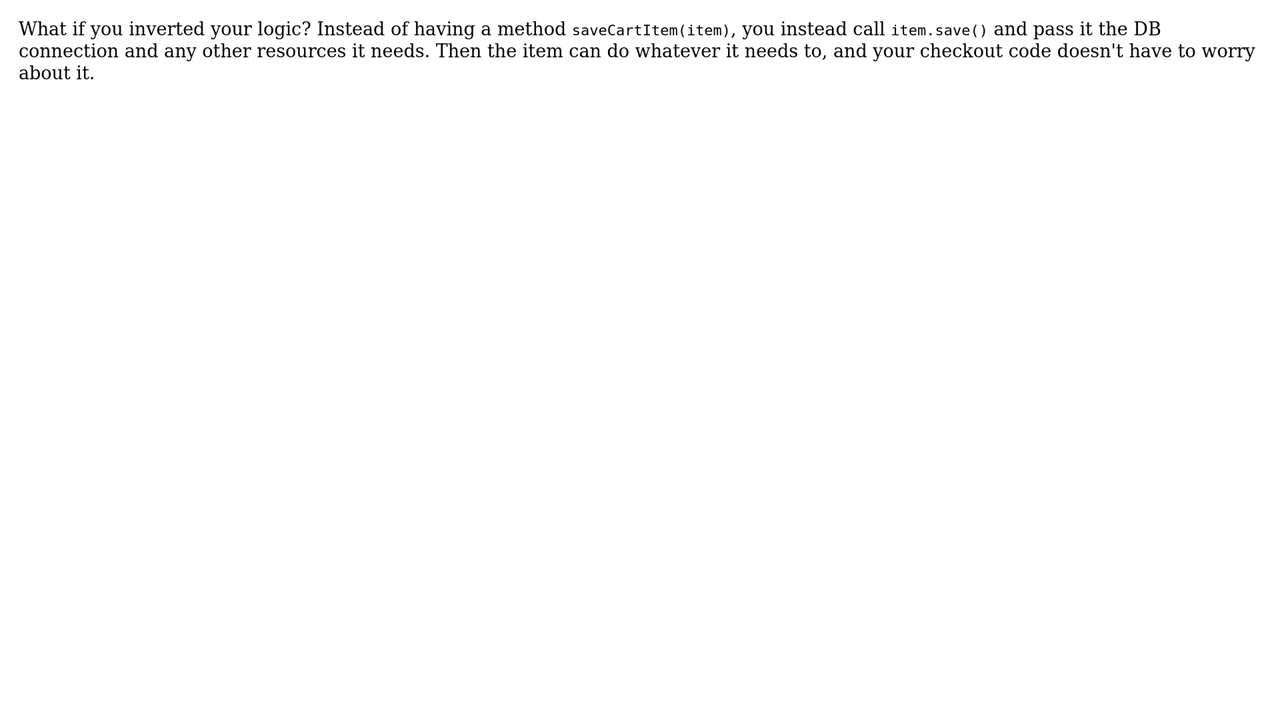 What if you inverted your logic? Instead of having a method saveCartItem(item), you instead call item.save() and pass it the DB
connection and any other resources it needs. Then the item can do whatever it needs to, and your checkout code doesn't have to worry
about it.